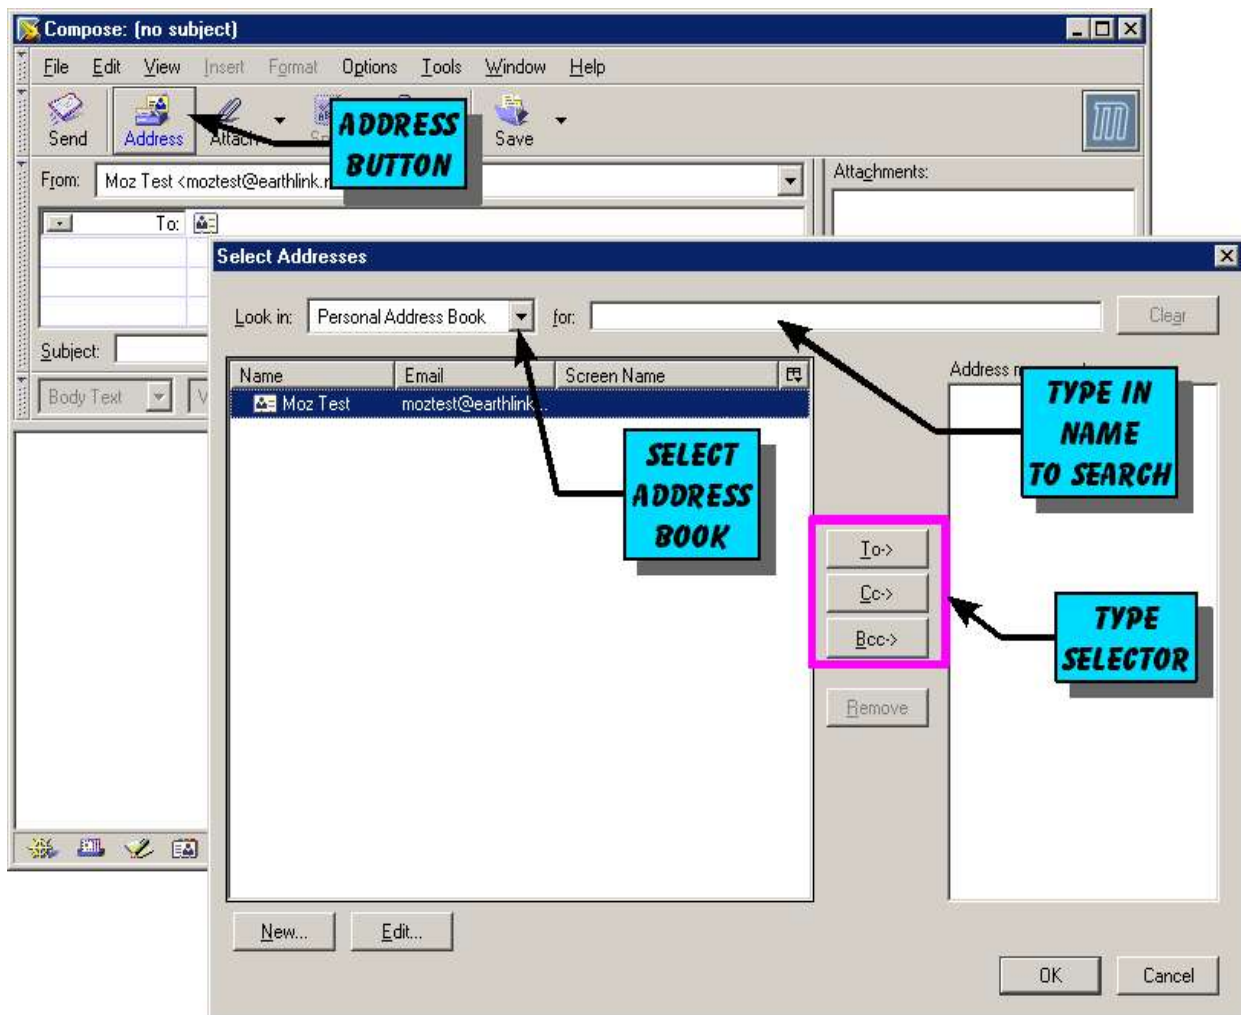 Compose: (no subject)
File Edit View Insert Format Options Tools Window Help
Send Address Attach Save
ADDRESS
BUTTON
From: Moz Test <moztest@earthlink.
Attachments:
To:
Subject:
Body Text
Select Addresses
Look in: Personal Address Book for: Clear
Name Email Screen Name
Moz Test moztest@earthlink...
Address
TYPE IN
NAME
TO SEARCH
SELECT
ADDRESS
BOOK
To->
Cc->
Bcc->
TYPE
SELECTOR
Remove
New... Edit...
OK Cancel